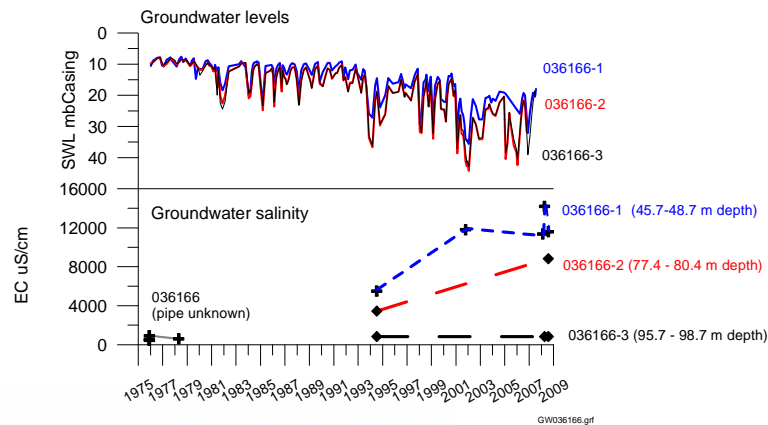 Groundwater levels
0
10
20
30
40
SWL mbCasing
036166-1
036166-2
036166-3
16000
12000
8000
4000
0
EC uS/cm
Groundwater salinity
036166-1 (45.7-48.7 m depth)
036166-2 (77.4 - 80.4 m depth)
036166
(pipe unknown)
036166-3 (95.7 - 98.7 m depth)
1975 1977 1979 1981 1983 1985 1987 1989 1991 1993 1995 1997 1999 2001 2003 2005 2007 2009
GW036166.grf